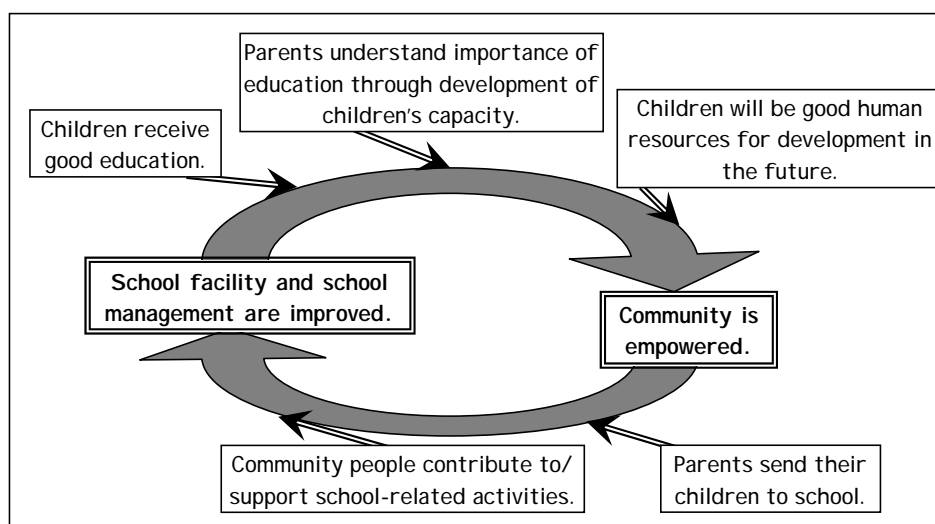 Parents understand importance of
education through development of
children's capacity.
Children receive
good education.
Children will be good human
resources for development in
the future.
School facility and school
management are improved.
Community is
empowered.
Community people contribute to/
support school-related activities.
Parents send their
children to school.